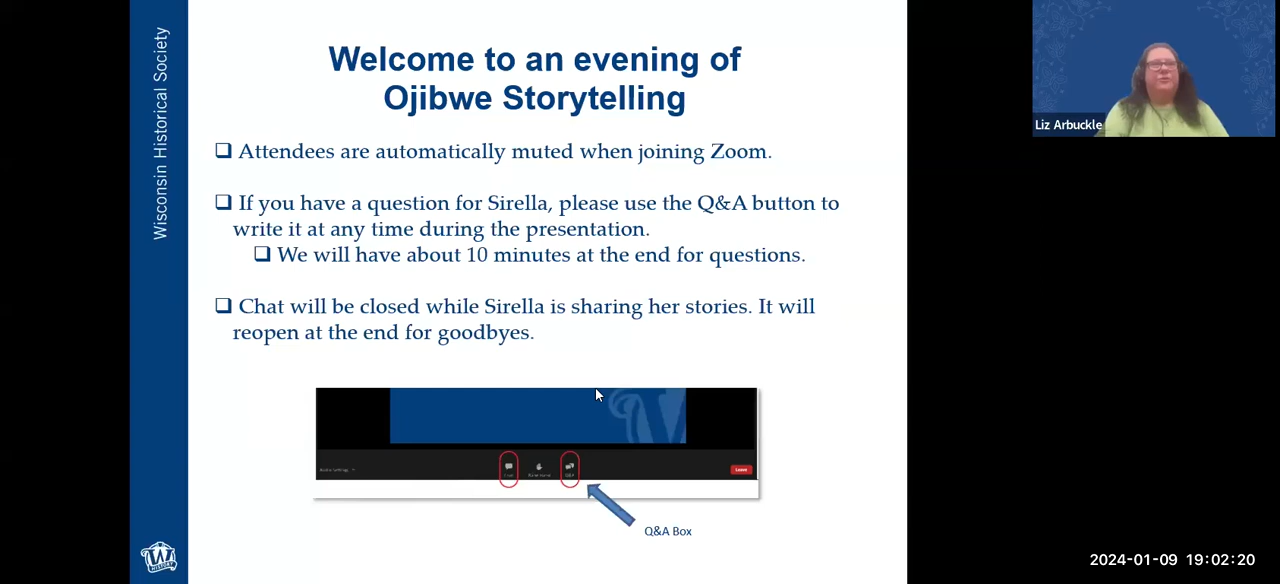 Wisconsin Historical Society
Welcome to an evening of
Ojibwe Storytelling
❑ Attendees are automatically muted when joining Zoom.
❑ If you have a question for Sirella, please use the Q&A button to
write it at any time during the presentation.
❑ We will have about 10 minutes at the end for questions.
❑ Chat will be closed while Sirella is sharing her stories. It will
reopen at the end for goodbyes.
Leave
Q&A Box
Liz Arbuckle
2024-01-09 19:02:20